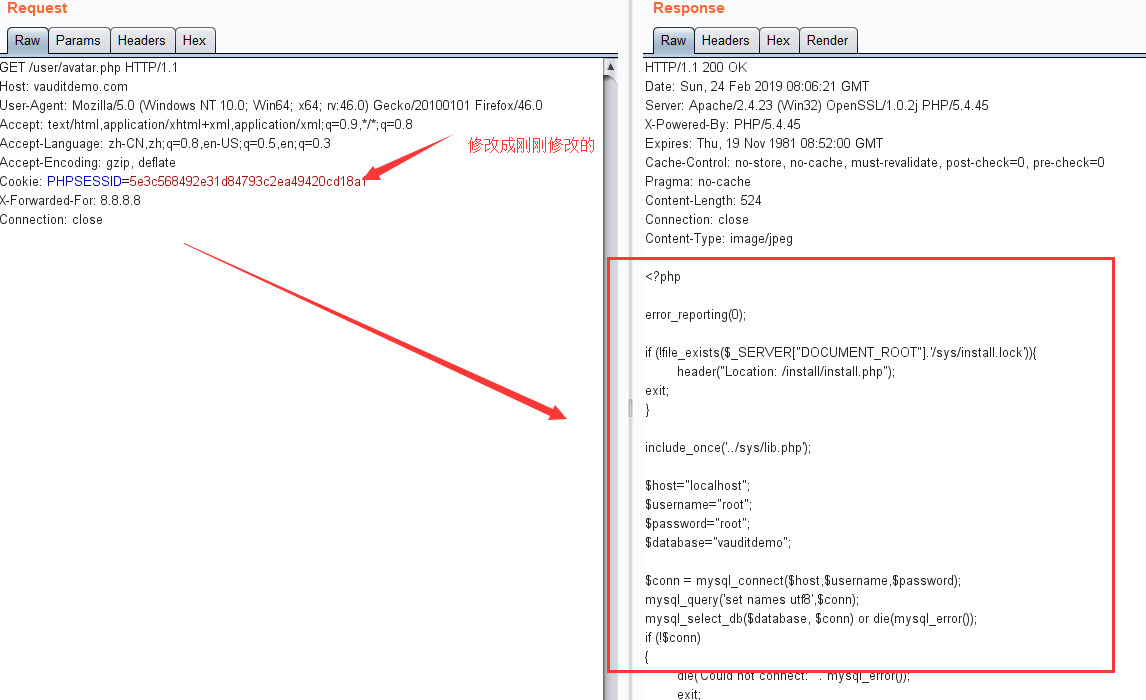 Request
Raw Params Headers Hex
GET /user/avatar.php HTTP/1.1
Host: vauditdemo.com
User-Agent: Mozilla/5.0 (Windows NT 10.0; Win64; x64; rv:46.0) Gecko/20100101 Firefox/46.0
Accept: text/html,application/xhtml+xml,application/xml;q=0.9,*/*;q=0.8
Accept-Language: zh-CN,zh;q=0.8,en-US;q=0.5,en;q=0.3
Accept-Encoding: gzip, deflate
Cookie: PHPSESSID=5e3c568492e31d84793c2ea49420cd18a1
X-Forwarded-For: 8.8.8.8
Connection: close
修改成刚刚修改的
Response
Raw Headers Hex Render
HTTP/1.1 200 OK
Date: Sun, 24 Feb 2019 08:06:21 GMT
Server: Apache/2.4.23 (Win32) OpenSSL/1.0.2j PHP/5.4.45
X-Powered-By: PHP/5.4.45
Expires: Thu, 19 Nov 1981 08:52:00 GMT
Cache-Control: no-store, no-cache, must-revalidate, post-check=0, pre-check=0
Pragma: no-cache
Content-Length: 524
Connection: close
Content-Type: image/jpeg
<?php
error_reporting(0);
if (!file_exists($_SERVER["DOCUMENT_ROOT"].'/sys/install.lock')){
header("Location: /install/install.php");
exit;
}
include_once('../sys/lib.php');
$host="localhost";
$username="root";
$password="root";
$database="vauditdemo";
$conn = mysql_connect($host,$username,$password);
mysql_query('set names utf8',$conn);
mysql_select_db($database, $conn) or die(mysql_error());
if (!$conn)
{
die('Could not connect: ' . mysql_error());
exit;